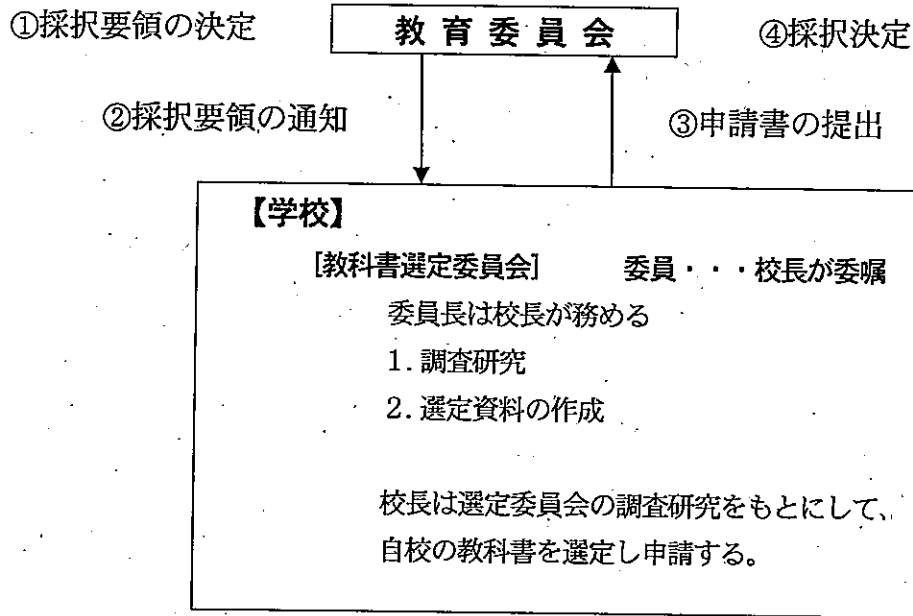 ①採択要領の決定
教育委員会
④採択決定
②採択要領の通知
③申請書の提出
【学校】
[教科書選定委員会] 委員・・・校長が委嘱
委員長は校長が務める
1. 調査研究
2. 選定資料の作成
校長は選定委員会の調査研究をもとにして、
自校の教科書を選定し申請する。